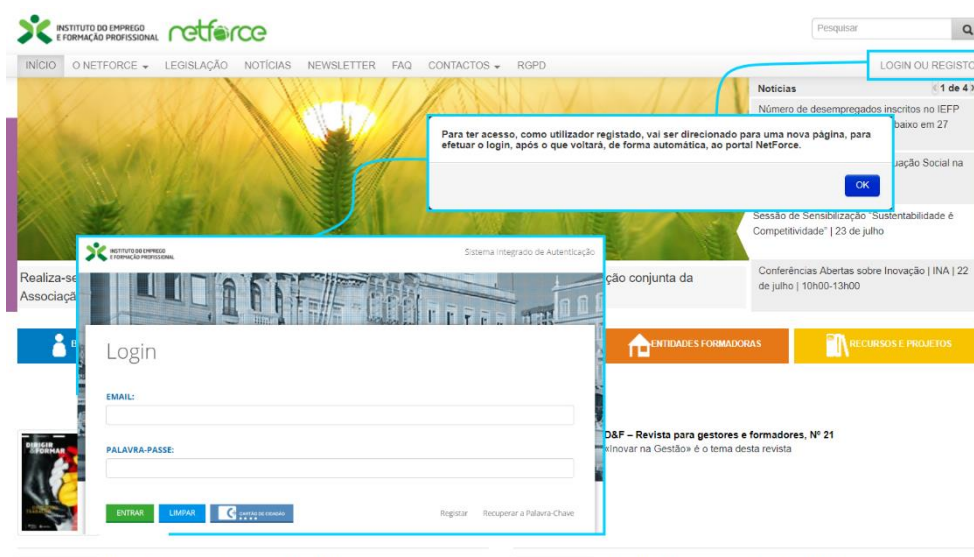 INSTITUTO DO EMPREGO
E FORMAÇÃO PROFISSIONAL
netforce
Pesquisar
INÍCIO O NETFORCE LEGISLAÇÃO NOTÍCIAS NEWSLETTER FAQ CONTACTOS RGPD
LOGIN OU REGISTO
Notícias 1 de 4
Número de desempregados inscritos no IEFP
baixo em 27
uação Social na
Sessão de Sensibilização "Sustentabilidade é
Competitividade" | 23 de julho
Conferências Abertas sobre Inovação | INA | 22
de julho | 10h00-13h00
Para ter acesso, como utilizador registado, vai ser direcionado para uma nova página, para
efetuar o login, após o que voltará, de forma automática, ao portal NetForce.
OK
Realiza-se
Associaçã
ção conjunta da
B
ENTIDADES FORMADORAS
RECURSOS E PROJETOS
INSTITUTO DO EMPREGO
E FORMAÇÃO PROFISSIONAL
Sistema Integrado de Autenticação
Login
EMAIL:
PALAVRA-PASSE:
ENTRAR LIMPAR CARTÃO DE CIDADÃO
Registar Recuperar a Palavra-Chave
DIRIGIR
&FORMAR
D&F – Revista para gestores e formadores, Nº 21
«Inovar na Gestão» é o tema desta revista